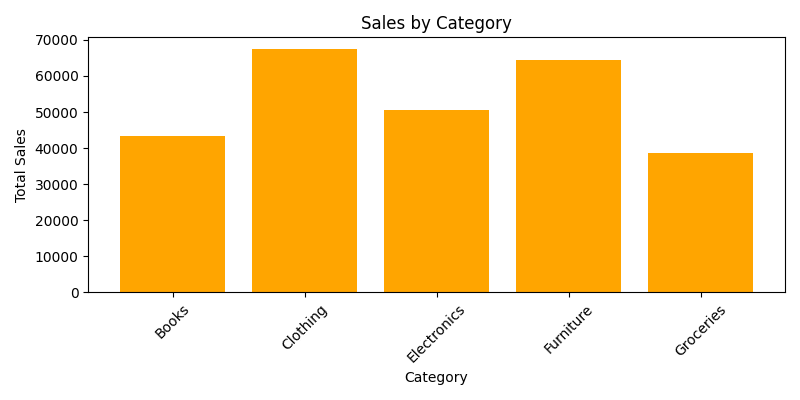 Sales by Category
Total Sales
70000
60000
50000
40000
30000
20000
10000
0
Books
Clothing
Electronics
Furniture
Groceries
Category